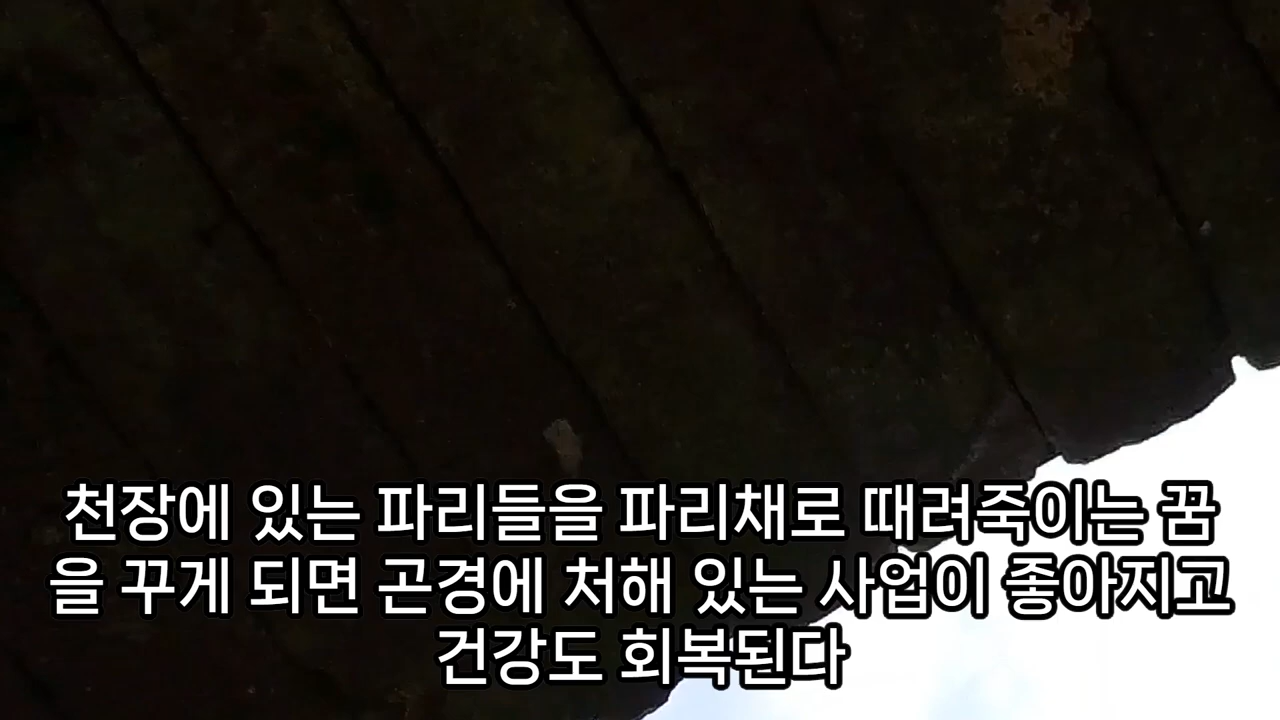 천장에 있는 파리들을 파리채로 때려죽이는 꿈
을 꾸게 되면 곤경에 처해 있는 사업이 좋아지고
건강도 회복된다